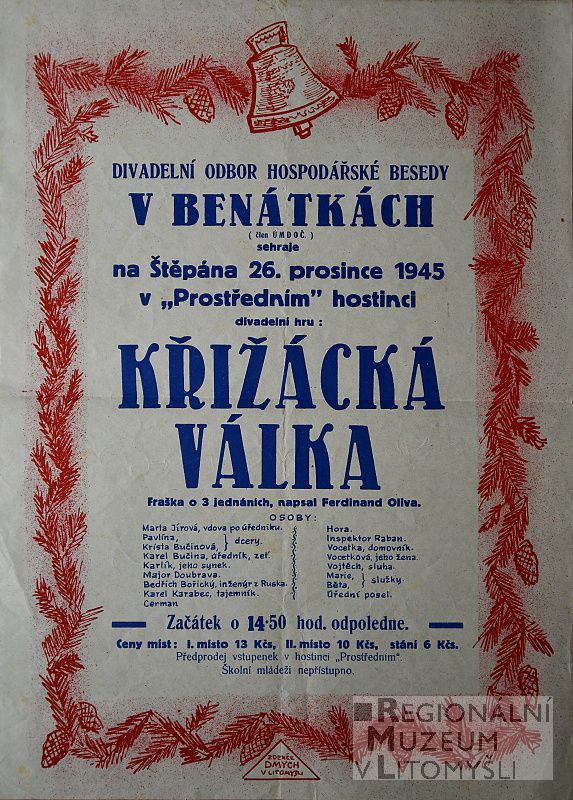 DIVADELNÍ ODBOR HOSPODÁŘSKÉ BESEDY
V BENÁTKÁCH
( člen ÚMDOČ. )
sehraje
na Štěpána 26. prosince 1945
v „Prostředním" hostinci
divadelní hru :
KŘIŽÁCKÁ
VÁLKA
Fraška o 3 jednáních, napsal Ferdinand Oliva.
OSOBY:
Marta Jírová, vdova po úředníku.
Pavlína,
Krista Bučinová, } dcery.
Karel Bučina, úředník, zeť.
Karlík, jeho synek.
Major Doubrava.
Bedřich Bořický, inženýr z Ruska.
Karel Karabec, tajemník.
German
Hora.
Inspektor Raban.
Vocetka, domovník.
Vocetková, jeho žena.
Vojtěch, sluha.
Marie,
Běta, } služky.
Úřední posel.
Začátek o 14·50 hod. odpoledne.
Ceny míst : I. místo 13 Kčs, II. místo 10 Kčs, stání 6 Kčs.
Předprodej vstupenek v hostinci „Prostředním".
Školní mládeži nepřístupno.
ZDENĚK
DMYCH
V LITOMYŠLI
REGIONÁLNÍ
MUZEUM
V LITOMYŠLI